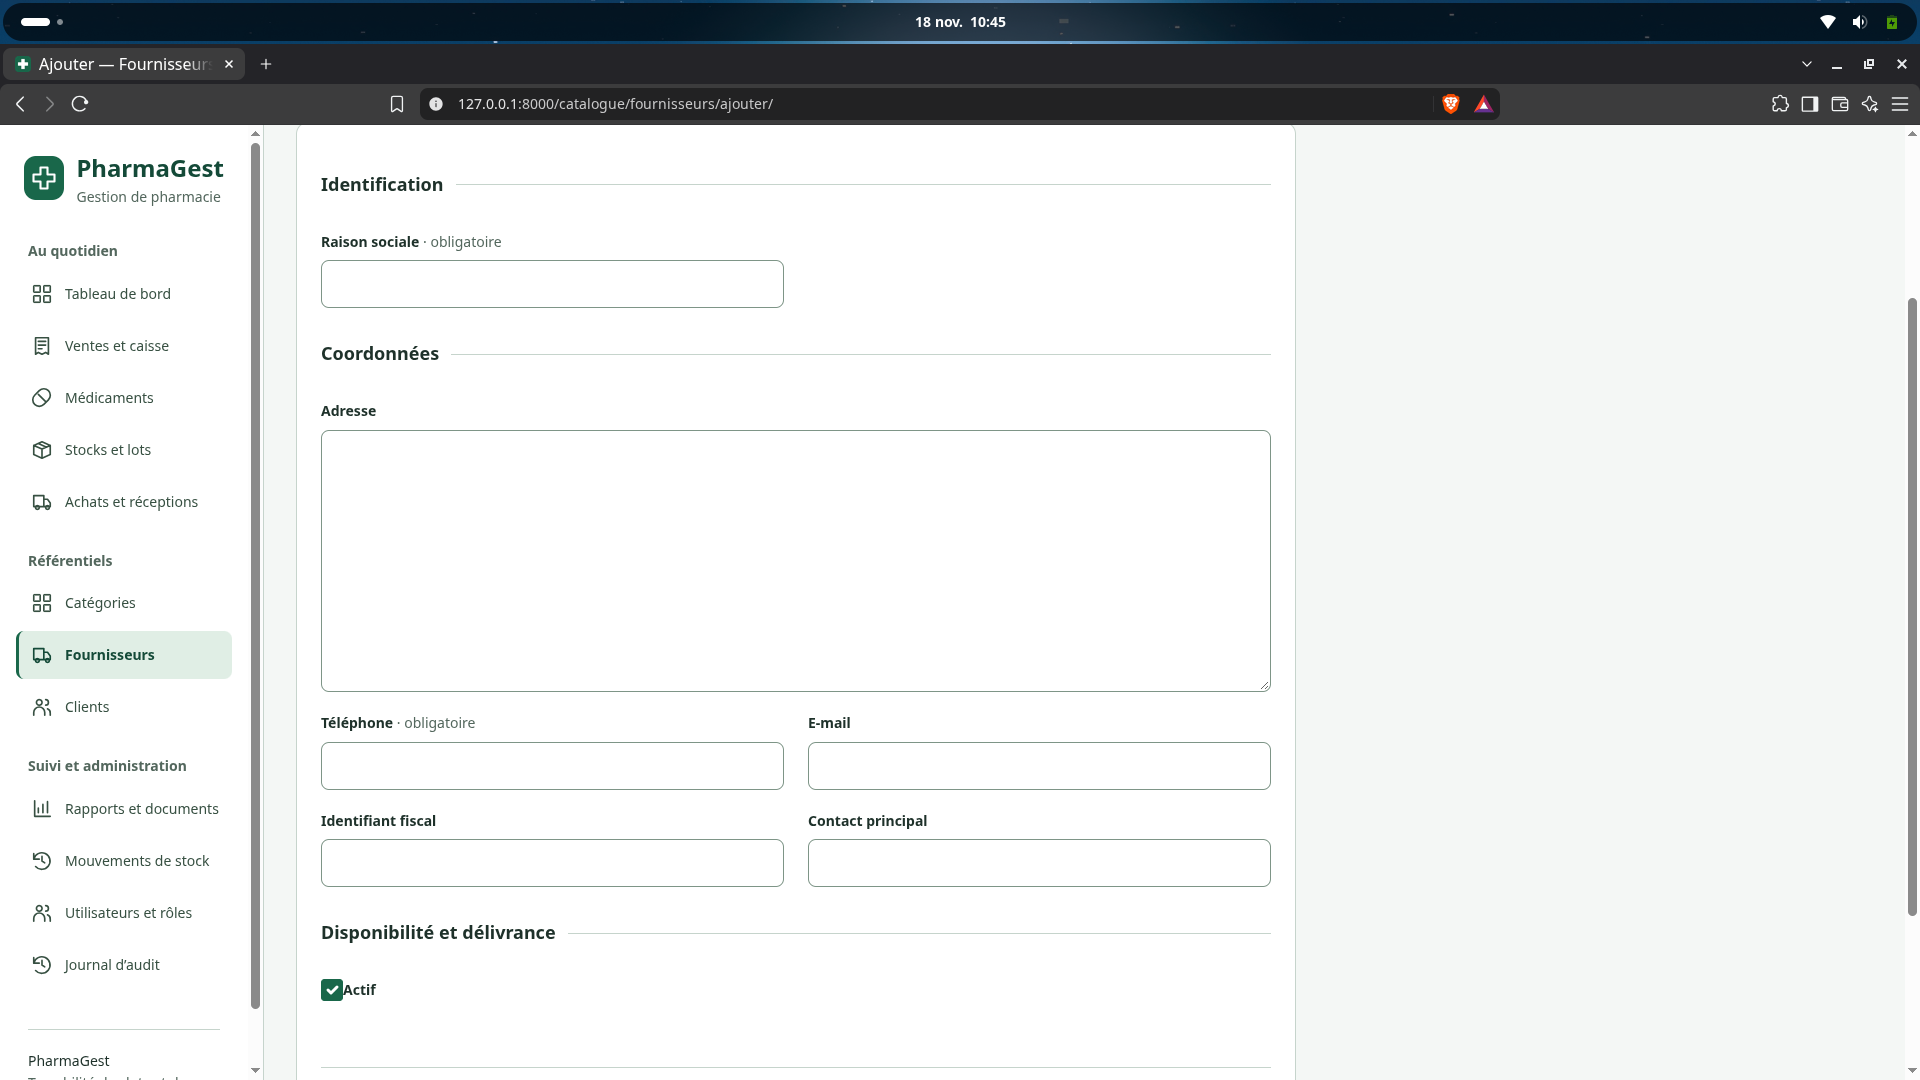 18 nov. 10:45
Ajouter — Fournisseurs
127.0.0.1:8000/catalogue/fournisseurs/ajouter/
PharmaGest
Gestion de pharmacie
Au quotidien
Tableau de bord
Ventes et caisse
Médicaments
Stocks et lots
Achats et réceptions
Référentiels
Catégories
Fournisseurs
Clients
Suivi et administration
Rapports et documents
Mouvements de stock
Utilisateurs et rôles
Journal d’audit
PharmaGest
Identification
Raison sociale · obligatoire
Coordonnées
Adresse
Téléphone · obligatoire
E-mail
Identifiant fiscal
Contact principal
Disponibilité et délivrance
Actif